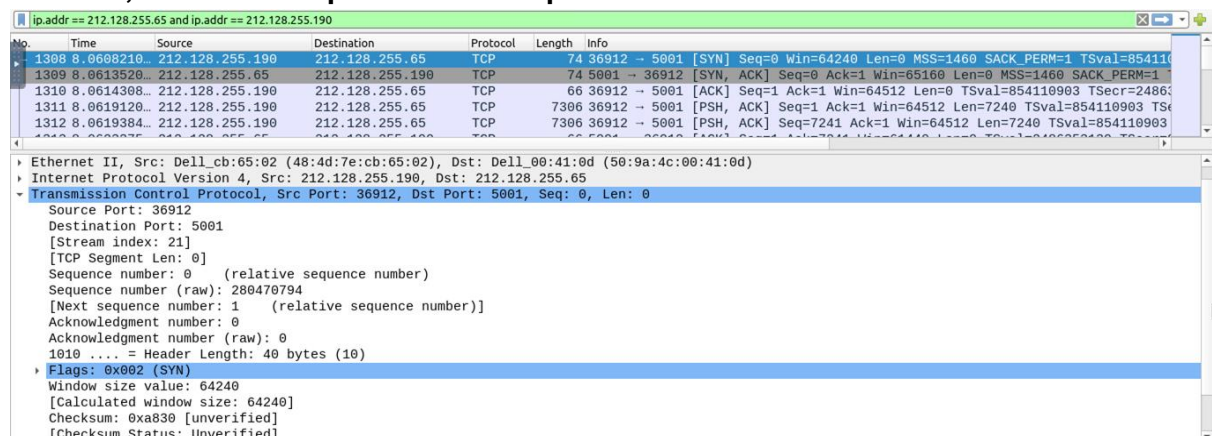 ip.addr == 212.128.255.65 and ip.addr == 212.128.255.190
No. Time Source Destination Protocol Length Info
1308 8.0608210… 212.128.255.190 212.128.255.65 TCP 74 36912 → 5001 [SYN] Seq=0 Win=64240 Len=0 MSS=1460 SACK_PERM=1 TSval=854110
1309 8.0613520… 212.128.255.65 212.128.255.190 TCP 74 5001 → 36912 [SYN, ACK] Seq=0 Ack=1 Win=65160 Len=0 MSS=1460 SACK_PERM=1
1310 8.0614308… 212.128.255.190 212.128.255.65 TCP 66 36912 → 5001 [ACK] Seq=1 Ack=1 Win=64512 Len=0 TSval=854110903 TSecr=24863
1311 8.0619120… 212.128.255.190 212.128.255.65 TCP 7306 36912 → 5001 [PSH, ACK] Seq=1 Ack=1 Win=64512 Len=7240 TSval=854110903 TSe
1312 8.0619384… 212.128.255.190 212.128.255.65 TCP 7306 36912 → 5001 [PSH, ACK] Seq=7241 Ack=1 Win=64512 Len=7240 TSval=854110903
Ethernet II, Src: Dell_cb:65:02 (48:4d:7e:cb:65:02), Dst: Dell_00:41:0d (50:9a:4c:00:41:0d)
Internet Protocol Version 4, Src: 212.128.255.190, Dst: 212.128.255.65
Transmission Control Protocol, Src Port: 36912, Dst Port: 5001, Seq: 0, Len: 0
Source Port: 36912
Destination Port: 5001
[Stream index: 21]
[TCP Segment Len: 0]
Sequence number: 0 (relative sequence number)
Sequence number (raw): 280470794
[Next sequence number: 1 (relative sequence number)]
Acknowledgment number: 0
Acknowledgment number (raw): 0
1010 .... = Header Length: 40 bytes (10)
Flags: 0x002 (SYN)
Window size value: 64240
[Calculated window size: 64240]
Checksum: 0xa830 [unverified]
[Checksum Status: Unverified]